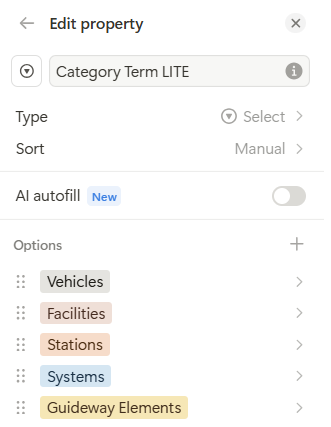 Edit property
Category Term LITE
Type Select
Sort Manual
AI autofill New
Options
Vehicles
Facilities
Stations
Systems
Guideway Elements